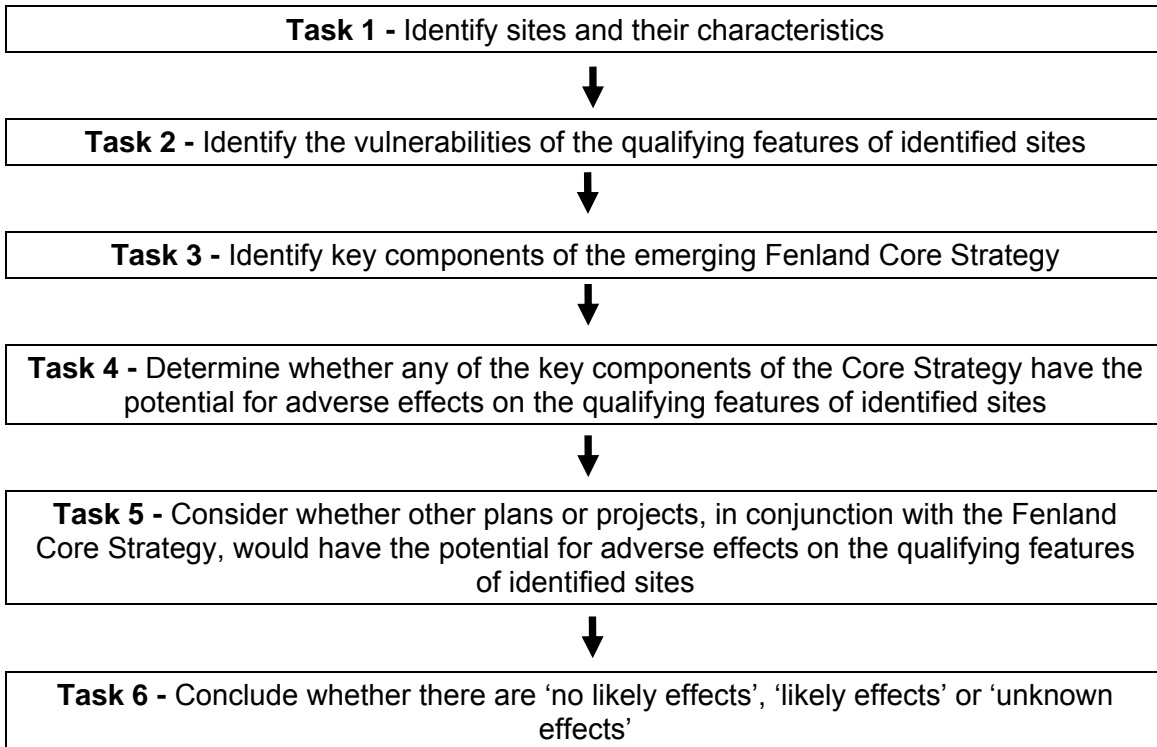 Task 1 - Identify sites and their characteristics
Task 2 - Identify the vulnerabilities of the qualifying features of identified sites
Task 3 - Identify key components of the emerging Fenland Core Strategy
Task 4 - Determine whether any of the key components of the Core Strategy have the
potential for adverse effects on the qualifying features of identified sites
Task 5 - Consider whether other plans or projects, in conjunction with the Fenland
Core Strategy, would have the potential for adverse effects on the qualifying features
of identified sites
Task 6 - Conclude whether there are ‘no likely effects’, ‘likely effects’ or ‘unknown
effects’